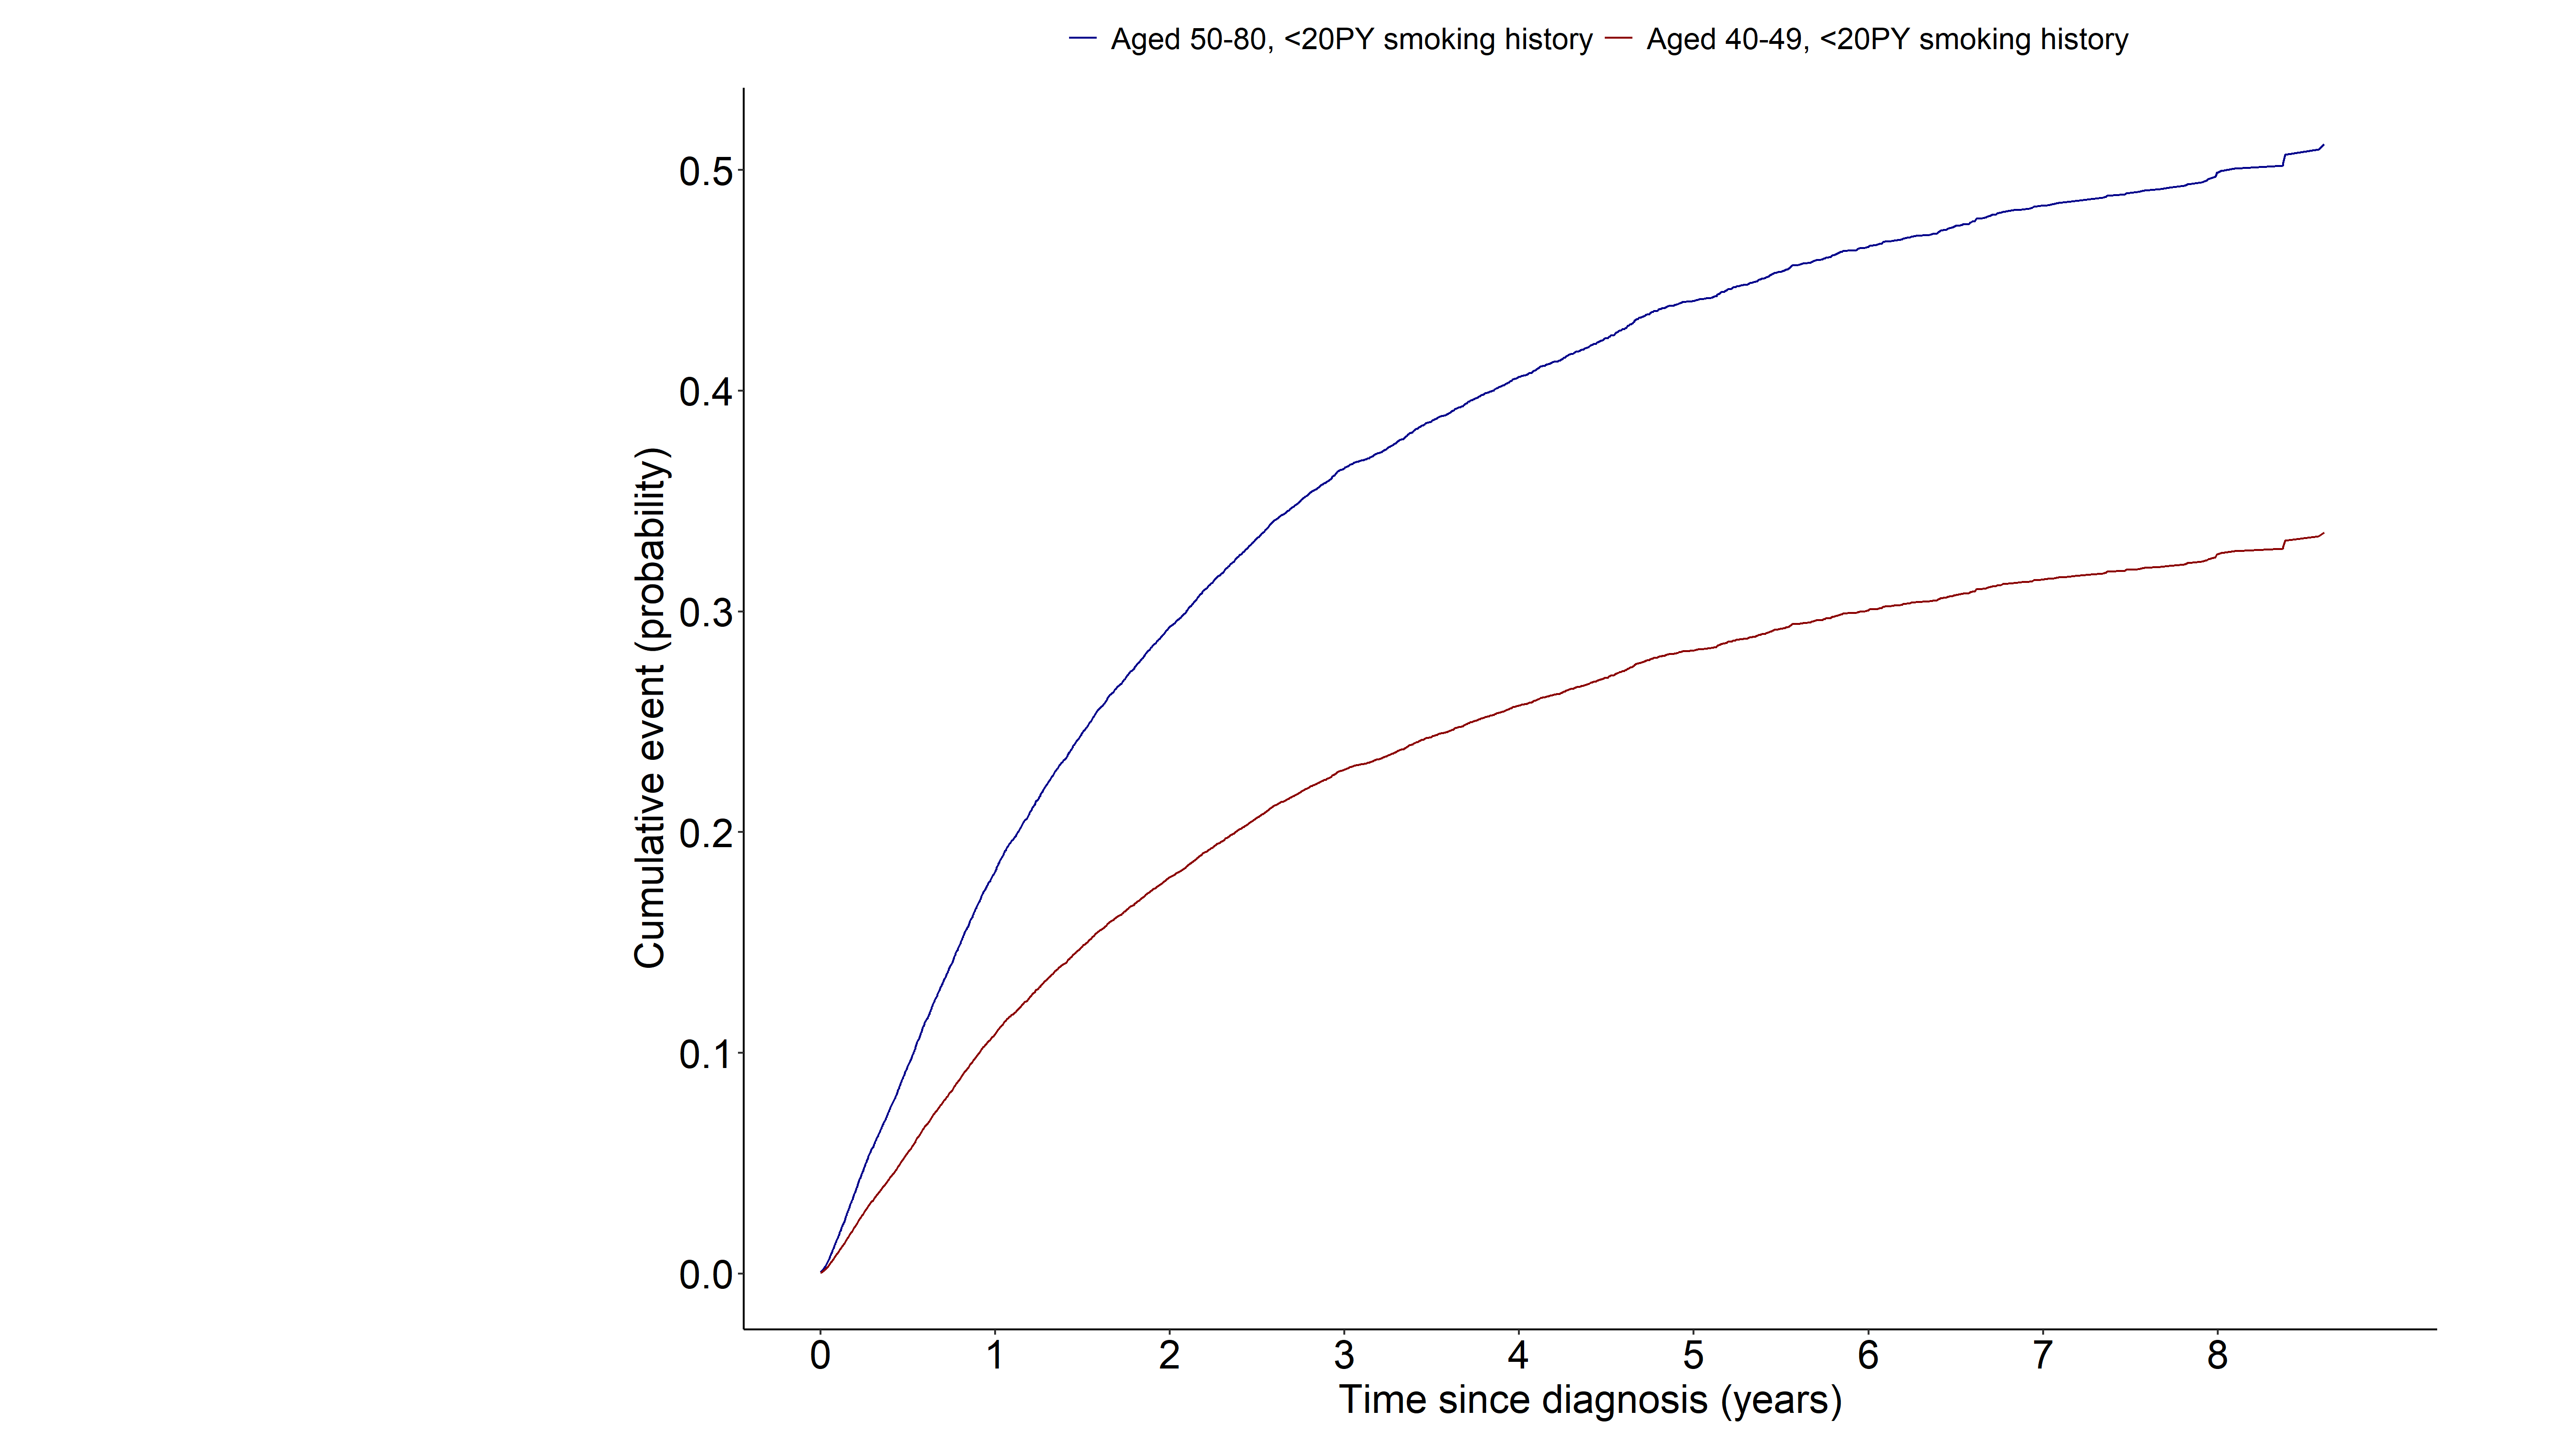 Aged 50-80, <20PY smoking history Aged 40-49, <20PY smoking history
Cumulative event (probability)
0.5
0.4
0.3
0.2
0.1
0.0
0 1 2 3 4 5 6 7 8
Time since diagnosis (years)